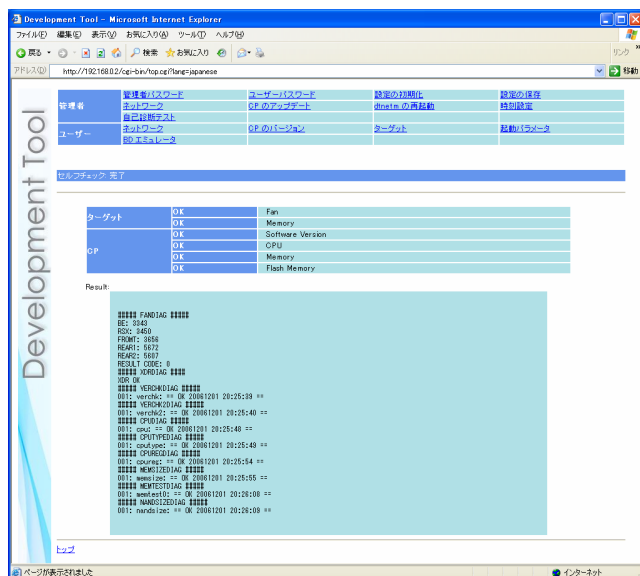 Development Tool - Microsoft Internet Explorer
ファイル(F) 編集(E) 表示(V) お気に入り(A) ツール(T) ヘルプ(H)
戻る 検索 お気に入り リンク »
アドレス(D) http://192.168.0.2/cgi-bin/top.cgi?lang=japanese 移動
Development Tool
管理者 管理者パスワード ユーザーパスワード 設定の初期化 設定の保存
ネットワーク CP のアップデート dtnetm の再起動 時刻設定
自己診断テスト
ユーザー ネットワーク CP のバージョン ターゲット 起動パラメータ
BD エミュレータ
セルフチェック: 完了
ターゲット OK Fan
OK Memory
CP OK Software Version
OK CPU
OK Memory
OK Flash Memory
Result:
##### FANDIAG #####
BE: 3343
RSX: 3450
FRONT: 3656
REAR1: 5672
REAR2: 5687
RESULT CODE: 0
##### XDRDIAG ####
XDR OK
##### VERCHKDIAG #####
001: verchk: == OK 20061201 20:25:39 ==
##### VERCHK2DIAG #####
001: verchk2: == OK 20061201 20:25:40 ==
##### CPUDIAG #####
001: cpu: == OK 20061201 20:25:48 ==
##### CPUTYPEDIAG #####
001: cputype: == OK 20061201 20:25:49 ==
##### CPUREGDIAG #####
001: cpureg: == OK 20061201 20:25:54 ==
##### MEMSIZEDIAG #####
001: memsize: == OK 20061201 20:25:55 ==
##### MEMTESTDIAG #####
001: memtest0: == OK 20061201 20:26:08 ==
##### NANDSIZEDIAG #####
001: nandsize: == OK 20061201 20:26:09 ==
トップ
ページが表示されました インターネット